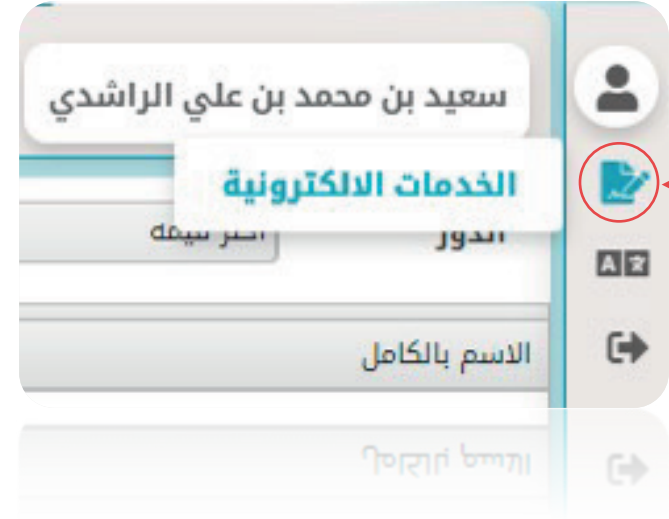 سعيد بن محمد بن علي الراشدي
الخدمات الالكترونية
الدور
الاسم بالكامل